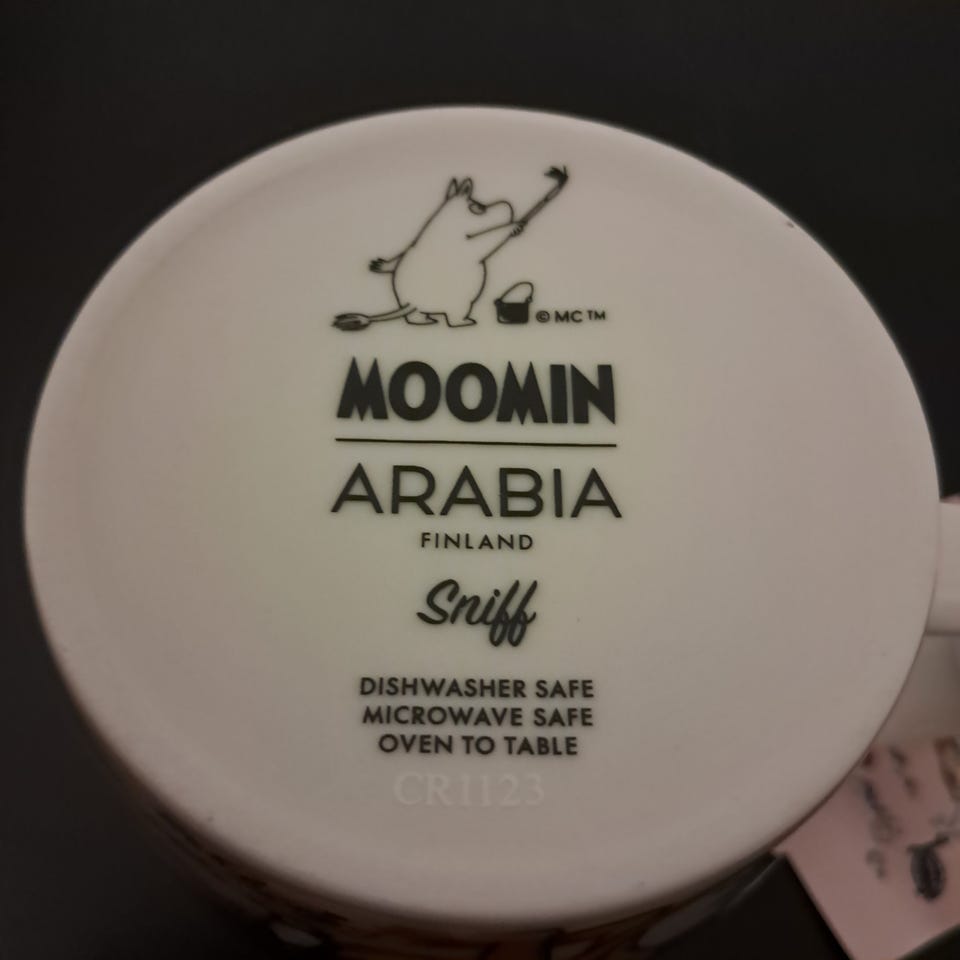 © MC ™
MOOMIN
ARABIA
FINLAND
Sniff
DISHWASHER SAFE
MICROWAVE SAFE
OVEN TO TABLE
CR1123